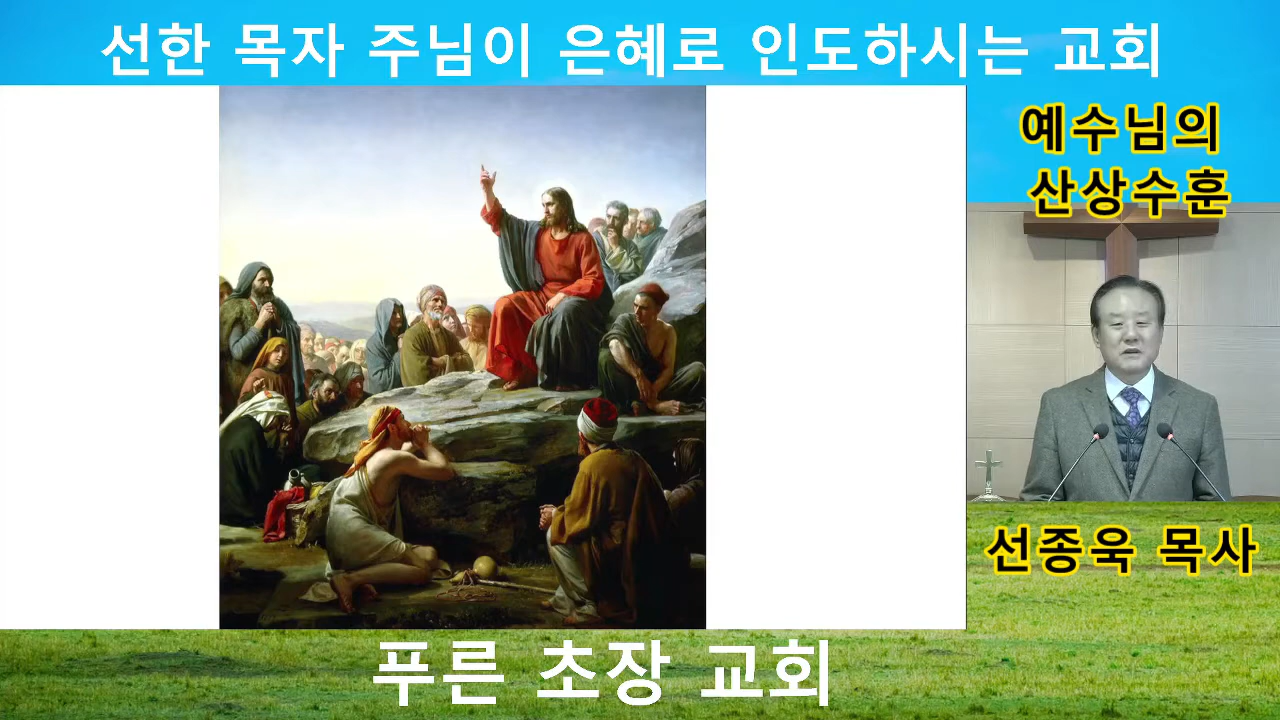 선한 목자 주님이 은혜로 인도하시는 교회
예수님의
산상수훈
선종욱 목사
푸른 초장 교회